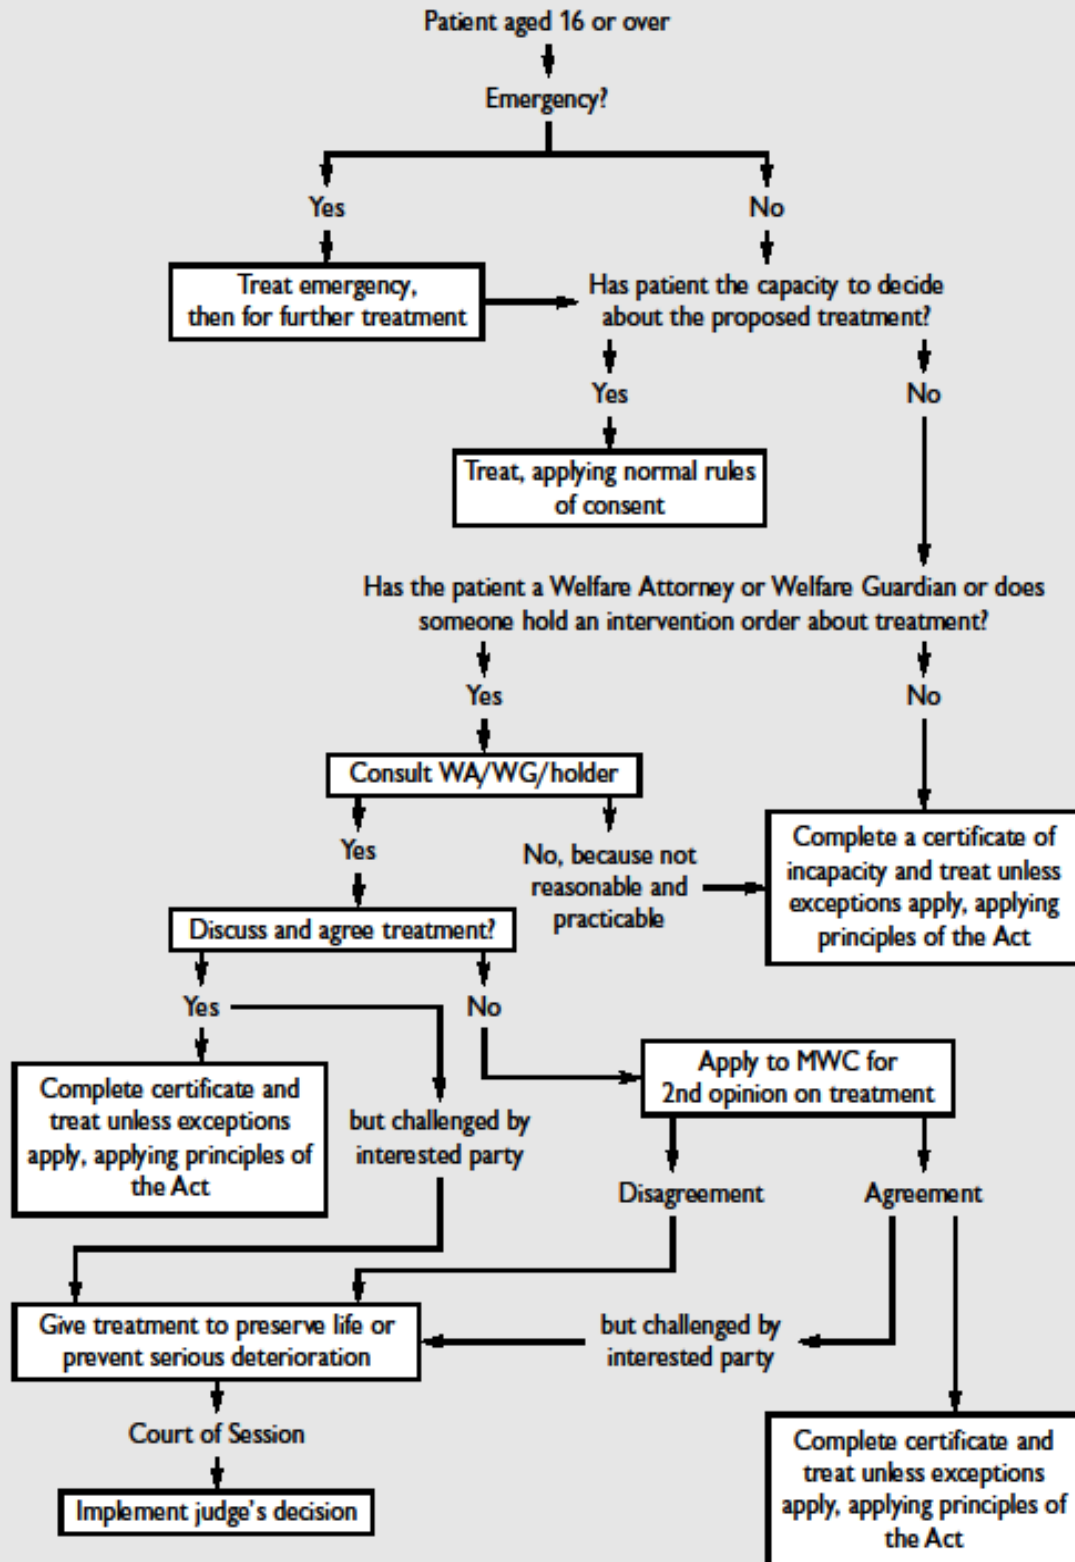 Patient aged 16 or over
Emergency?
Yes
No
Treat emergency,
then for further treatment
Has patient the capacity to decide
about the proposed treatment?
Yes
No
Treat, applying normal rules
of consent
Has the patient a Welfare Attorney or Welfare Guardian or does
someone hold an intervention order about treatment?
Yes
No
Consult WA/WG/holder
Yes
No, because not
reasonable and
practicable
Complete a certificate of
incapacity and treat unless
exceptions apply, applying
principles of the Act
Discuss and agree treatment?
Yes
No
Complete certificate and
treat unless exceptions
apply, applying principles of
the Act
but challenged by
interested party
Apply to MWC for
2nd opinion on treatment
Disagreement
Agreement
Give treatment to preserve life or
prevent serious deterioration
but challenged by
interested party
Court of Session
Implement judge's decision
Complete certificate and
treat unless exceptions
apply, applying principles of
the Act